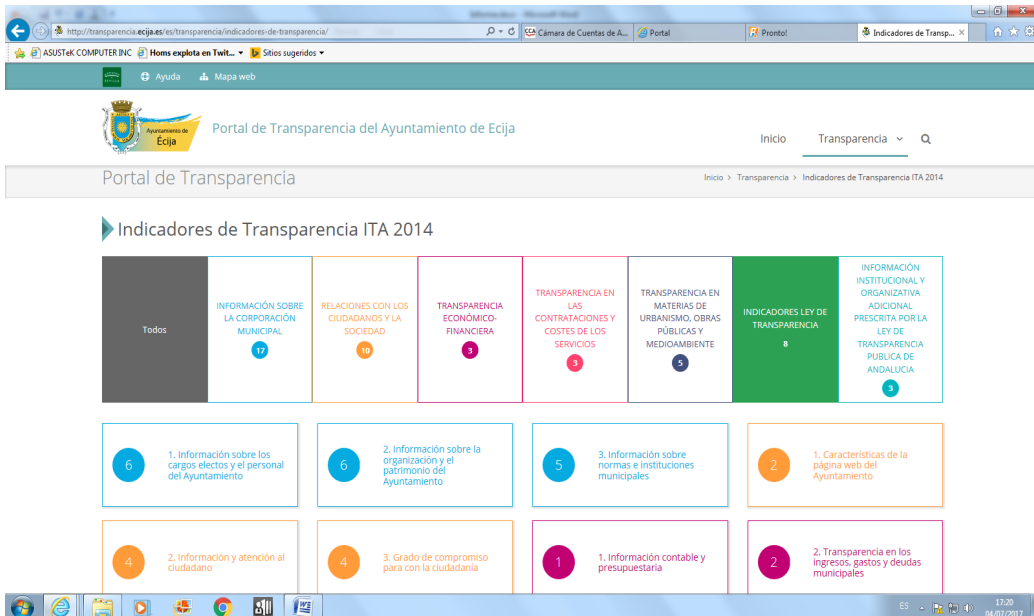 http://transparencia.ecija.es/es/transparencia/indicadores-de-transparencia/
Cámara de Cuentas de A...
Portal
Pronto!
Indicadores de Transp...
ASUSTeK COMPUTER INC
Homs explota en Twit...
Sitios sugeridos
Ayuda
Mapa web
Ayuntamiento de
Écija
Portal de Transparencia del Ayuntamiento de Ecija
Inicio
Transparencia
Portal de Transparencia
Inicio > Transparencia > Indicadores de Transparencia ITA 2014
Indicadores de Transparencia ITA 2014
Todos
INFORMACIÓN SOBRE
LA CORPORACIÓN
MUNICIPAL
17
RELACIONES CON LOS
CIUDADANOS Y LA
SOCIEDAD
10
TRANSPARENCIA
ECONÓMICO-
FINANCIERA
3
TRANSPARENCIA EN
LAS
CONTRATACIONES Y
COSTES DE LOS
SERVICIOS
3
TRANSPARENCIA EN
MATERIAS DE
URBANISMO, OBRAS
PÚBLICAS Y
MEDIOAMBIENTE
5
INDICADORES LEY DE
TRANSPARENCIA
8
INFORMACIÓN
INSTITUCIONAL Y
ORGANIZATIVA
ADICIONAL
PRESCRITA POR LA
LEY DE
TRANSPARENCIA
PUBLICA DE
ANDALUCIA
3
6
1. Información sobre los
cargos electos y el personal
del Ayuntamiento
6
2. Información sobre la
organización y el
patrimonio del
Ayuntamiento
5
3. Información sobre
normas e instituciones
municipales
2
1. Características de la
página web del
Ayuntamiento
4
2. Información y atención al
ciudadano
4
3. Grado de compromiso
para con la ciudadania
1
1. Información contable y
presupuestaria
2
2. Transparencia en los
ingresos, gastos y deudas
municipales
ES
17:20
04/07/2017